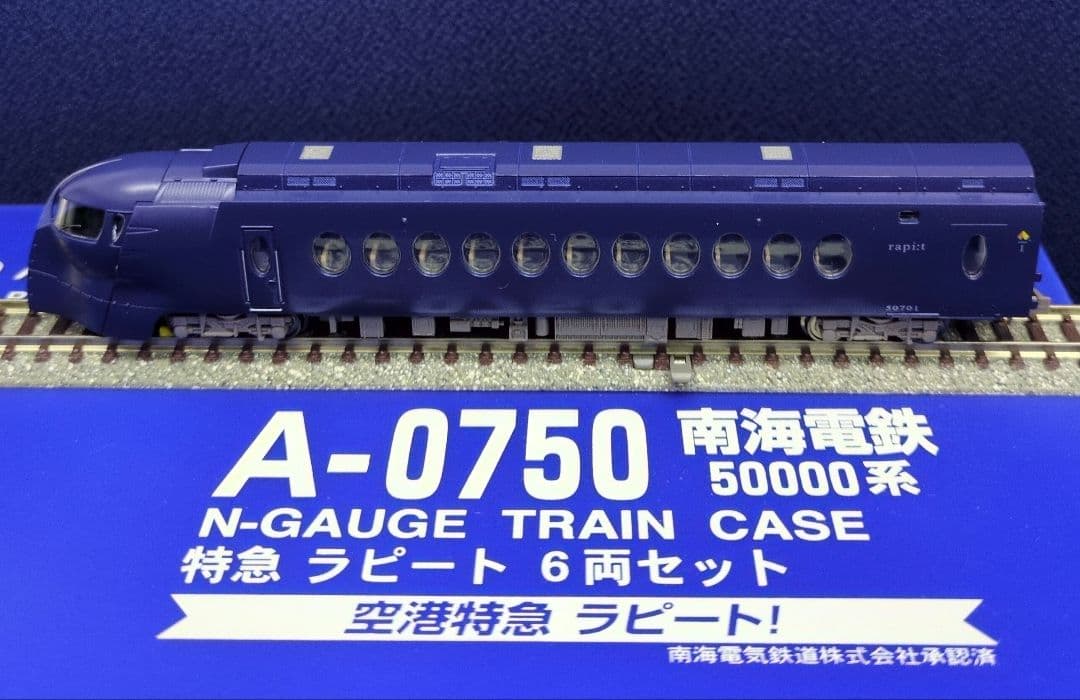 rapi:t
1
50701
A-0750 南海電鉄
50000系
N-GAUGE TRAIN CASE
特急 ラピート 6両セット
空港特急 ラピート!
南海電気鉄道株式会社承認済